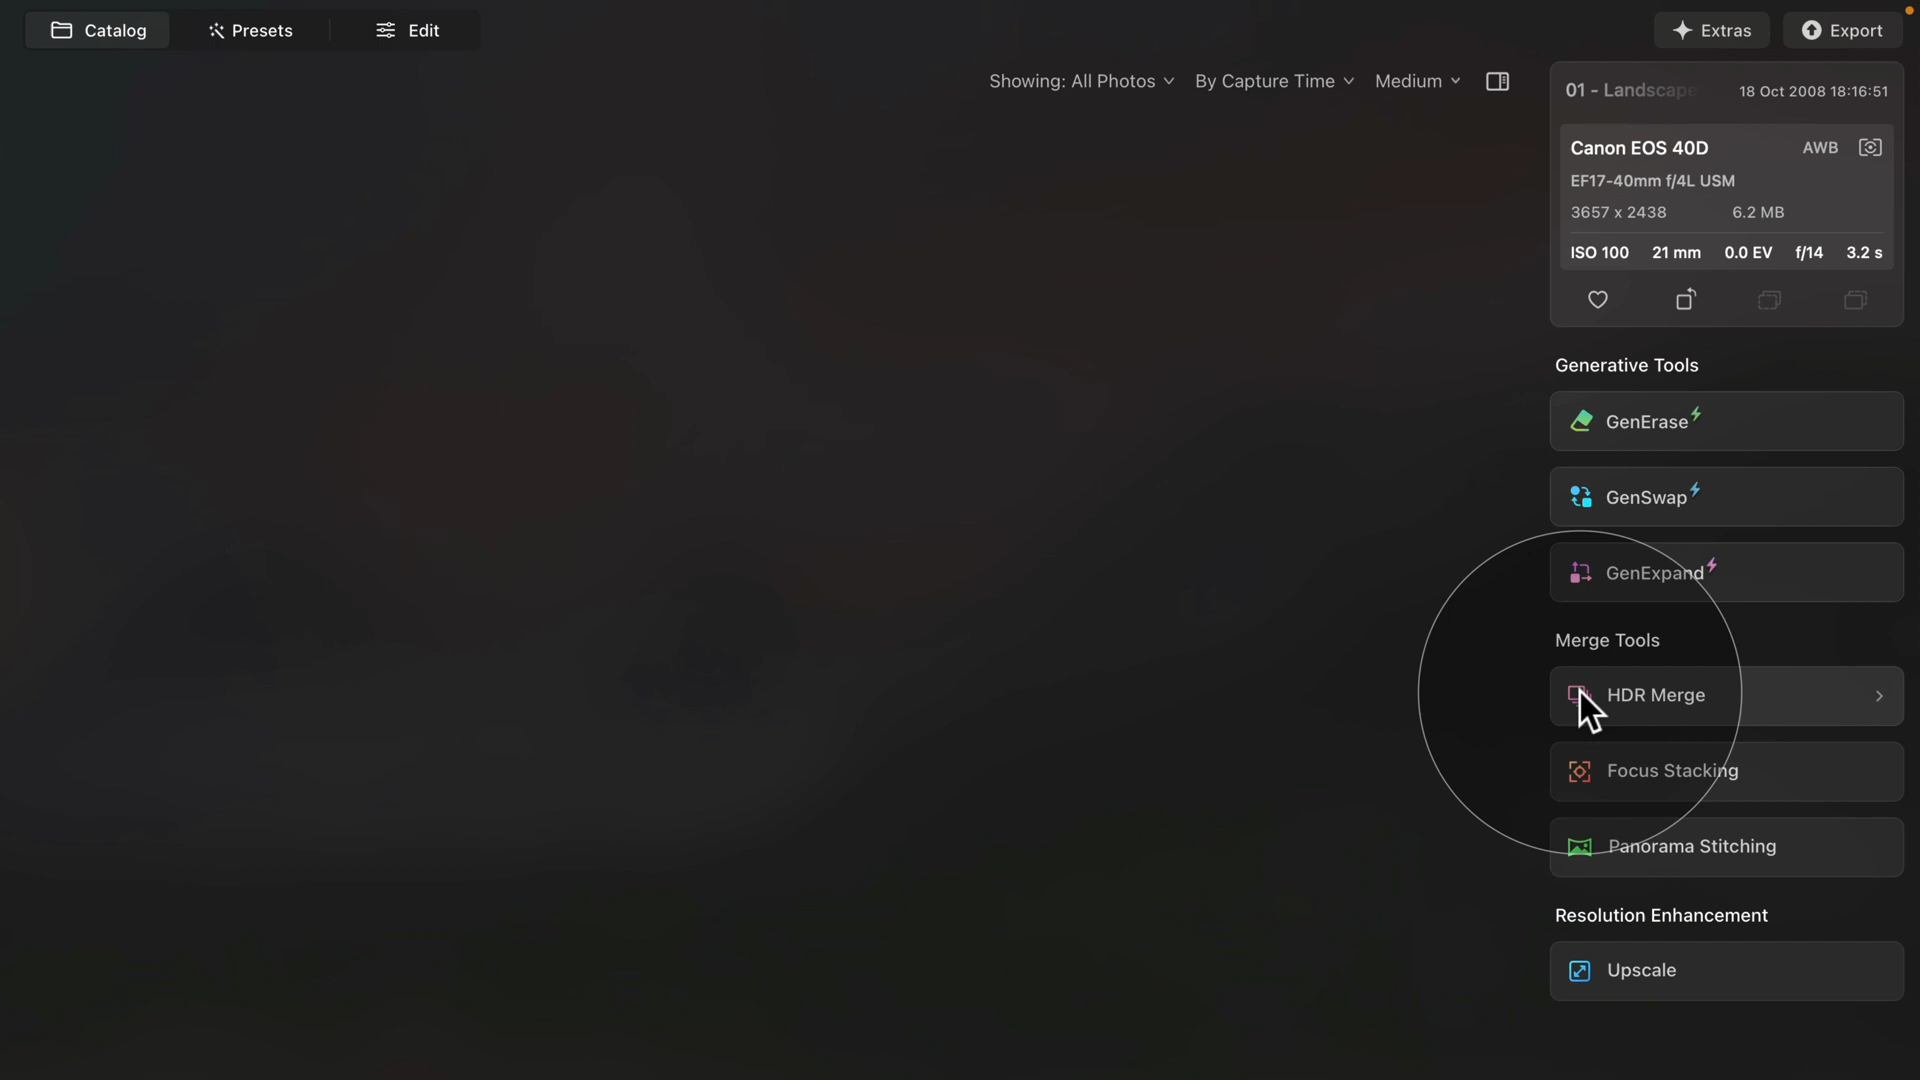 Catalog
Presets
Edit
Extras
Export
Showing: All Photos
By Capture Time
Medium
01 - Landscape
18 Oct 2008 18:16:51
Canon EOS 40D
AWB
EF17-40mm f/4L USM
3657 x 2438
6.2 MB
ISO 100 21 mm 0.0 EV f/14 3.2 s
Generative Tools
GenErase
GenSwap
GenExpand
Merge Tools
HDR Merge
Focus Stacking
Panorama Stitching
Resolution Enhancement
Upscale